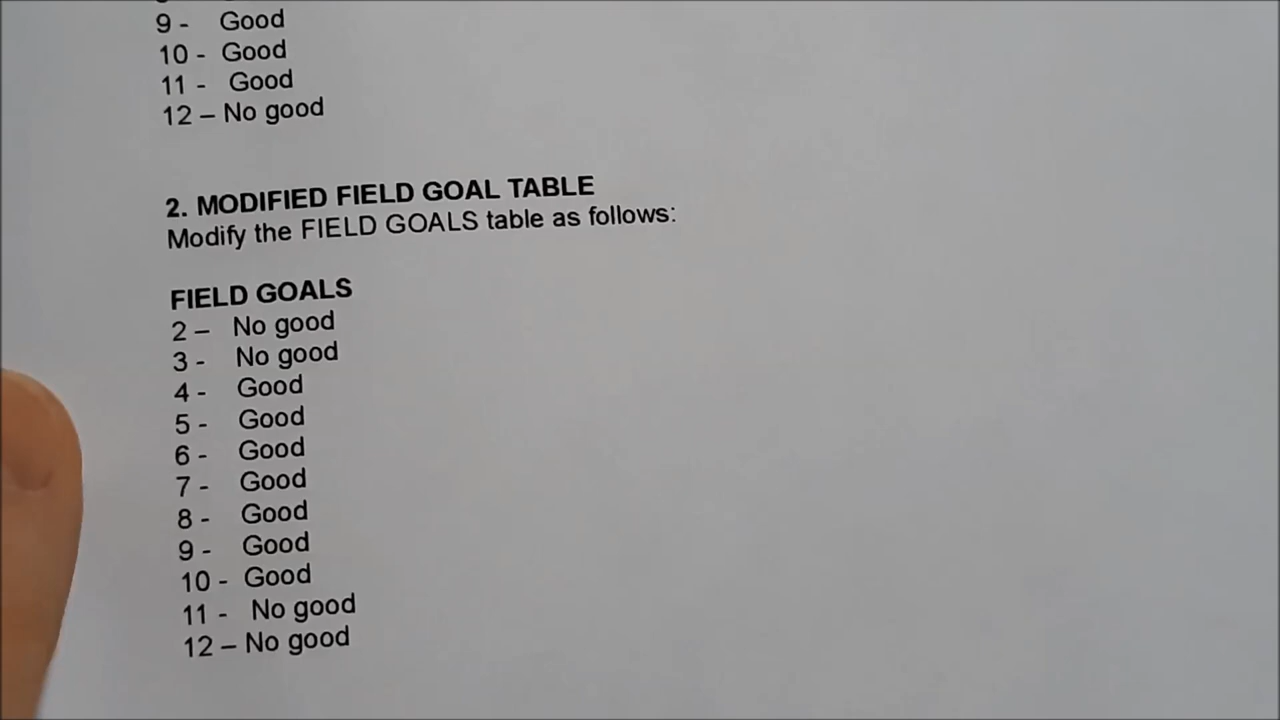 9 - Good
10 - Good
11 - Good
12 – No good
2. MODIFIED FIELD GOAL TABLE
Modify the FIELD GOALS table as follows:
FIELD GOALS
2 – No good
3 - No good
4 - Good
5 - Good
6 - Good
7 - Good
8 - Good
9 - Good
10 - Good
11 - No good
12 – No good